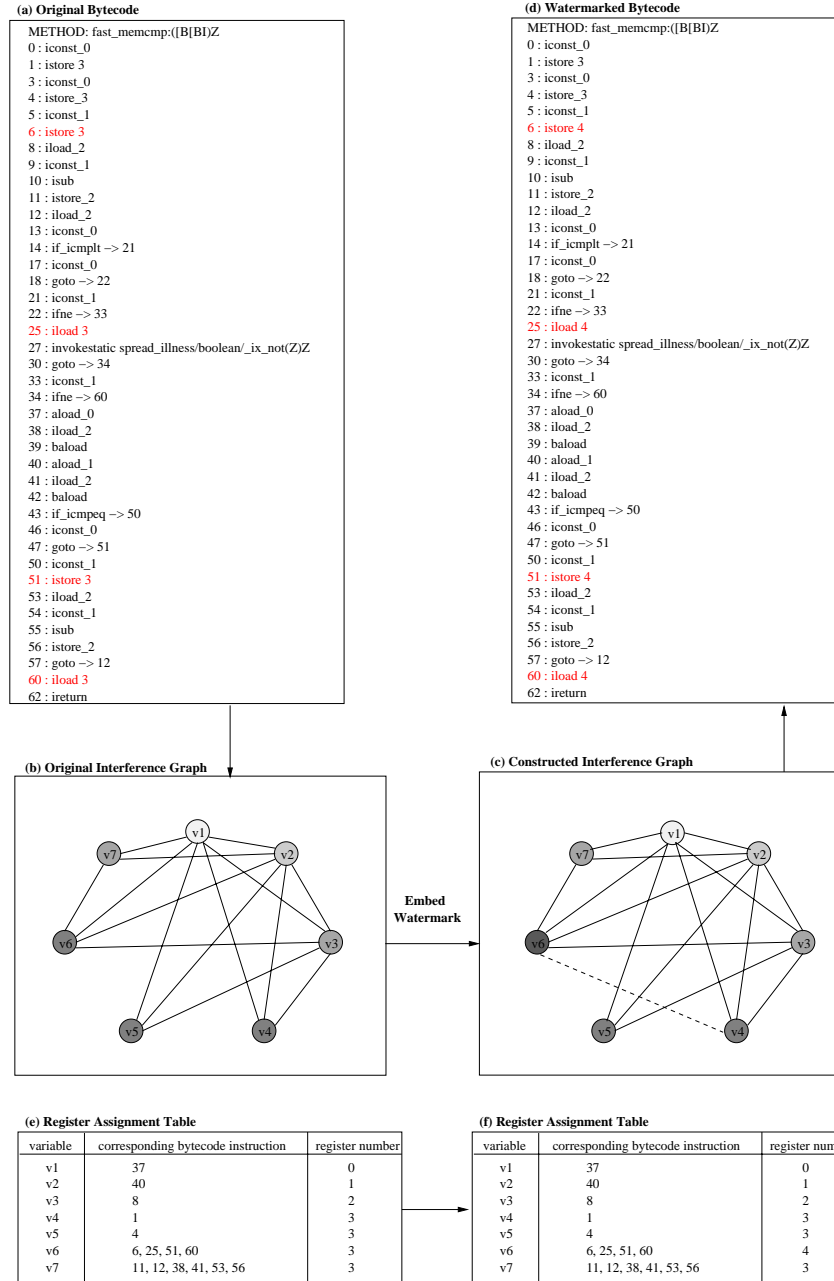 (a) Original Bytecode
METHOD: fast_memcmp:([B[BI)Z
0 : iconst_0
1 : istore 3
3 : iconst_0
4 : istore_3
5 : iconst_1
6 : istore 3
8 : iload_2
9 : iconst_1
10 : isub
11 : istore_2
12 : iload_2
13 : iconst_0
14 : if_icmplt −> 21
17 : iconst_0
18 : goto −> 22
21 : iconst_1
22 : ifne −> 33
25 : iload 3
27 : invokestatic spread_illness/boolean/_ix_not(Z)Z
30 : goto −> 34
33 : iconst_1
34 : ifne −> 60
37 : aload_0
38 : iload_2
39 : baload
40 : aload_1
41 : iload_2
42 : baload
43 : if_icmpeq −> 50
46 : iconst_0
47 : goto −> 51
50 : iconst_1
51 : istore 3
53 : iload_2
54 : iconst_1
55 : isub
56 : istore_2
57 : goto −> 12
60 : iload 3
62 : ireturn
(d) Watermarked Bytecode
METHOD: fast_memcmp:([B[BI)Z
0 : iconst_0
1 : istore 3
3 : iconst_0
4 : istore_3
5 : iconst_1
6 : istore 4
8 : iload_2
9 : iconst_1
10 : isub
11 : istore_2
12 : iload_2
13 : iconst_0
14 : if_icmplt −> 21
17 : iconst_0
18 : goto −> 22
21 : iconst_1
22 : ifne −> 33
25 : iload 4
27 : invokestatic spread_illness/boolean/_ix_not(Z)Z
30 : goto −> 34
33 : iconst_1
34 : ifne −> 60
37 : aload_0
38 : iload_2
39 : baload
40 : aload_1
41 : iload_2
42 : baload
43 : if_icmpeq −> 50
46 : iconst_0
47 : goto −> 51
50 : iconst_1
51 : istore 4
53 : iload_2
54 : iconst_1
55 : isub
56 : istore_2
57 : goto −> 12
60 : iload 4
62 : ireturn
(b) Original Interference Graph
v1
v7
v2
v6
v3
v5
v4
Embed
Watermark
(c) Constructed Interference Graph
v1
v7
v2
v6
v3
v5
v4
(e) Register Assignment Table
variable corresponding bytecode instruction register number
v1 37 0
v2 40 1
v3 8 2
v4 1 3
v5 4 3
v6 6, 25, 51, 60 3
v7 11, 12, 38, 41, 53, 56 3
(f) Register Assignment Table
variable corresponding bytecode instruction register num
v1 37 0
v2 40 1
v3 8 2
v4 1 3
v5 4 3
v6 6, 25, 51, 60 4
v7 11, 12, 38, 41, 53, 56 3